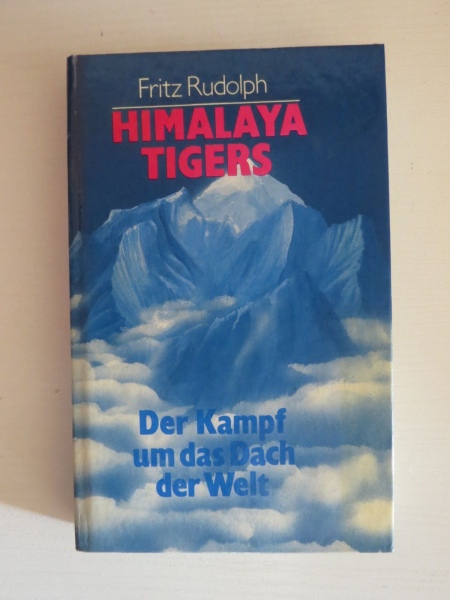 Fritz Rudolph
HIMALAYA
TIGERS
Der Kampf
um das Dach
der Welt